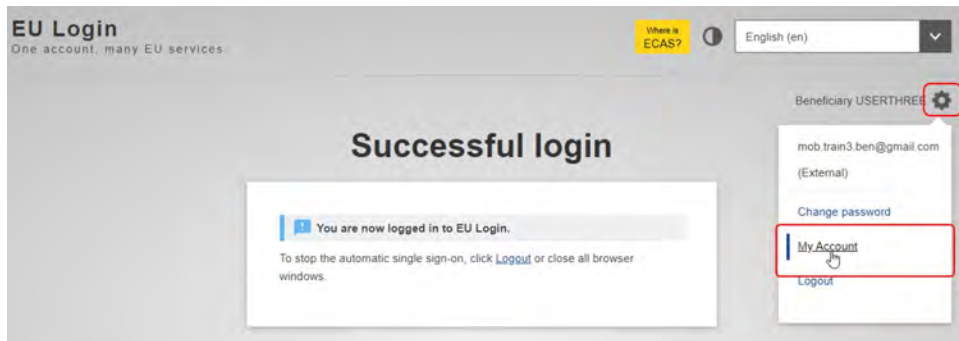 EU Login
One account, many EU services
Where is
ECAS?
English (en)
Beneficiary USERTHREE
Successful login
mob.train3.ben@gmail.com
(External)
Change password
My Account
Logout
You are now logged in to EU Login.
To stop the automatic single sign-on, click Logout or close all browser
windows.